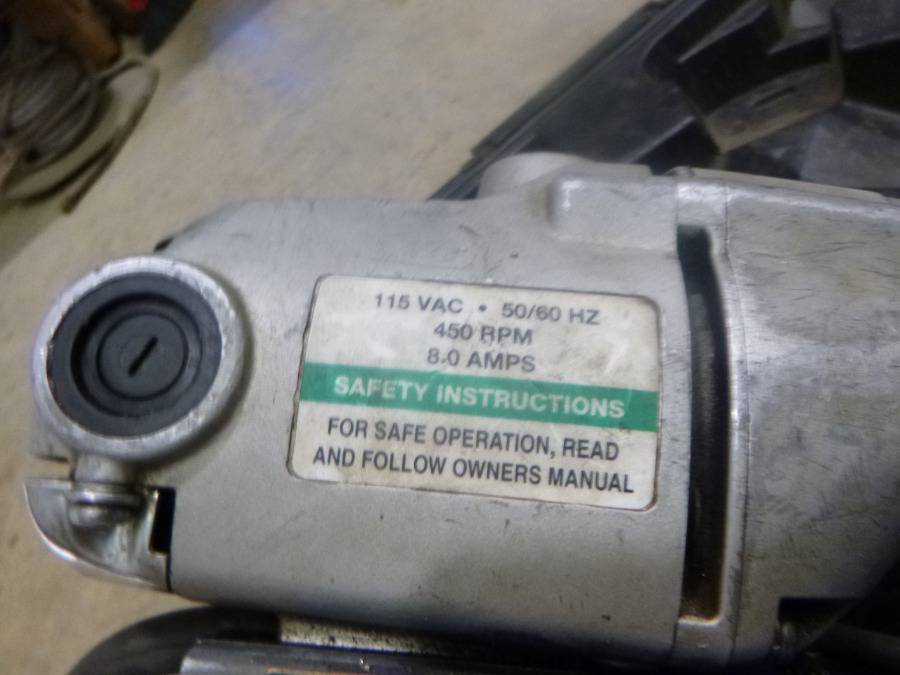 115 VAC • 50/60 HZ
450 RPM
8.0 AMPS
SAFETY INSTRUCTIONS
FOR SAFE OPERATION, READ
AND FOLLOW OWNERS MANUAL